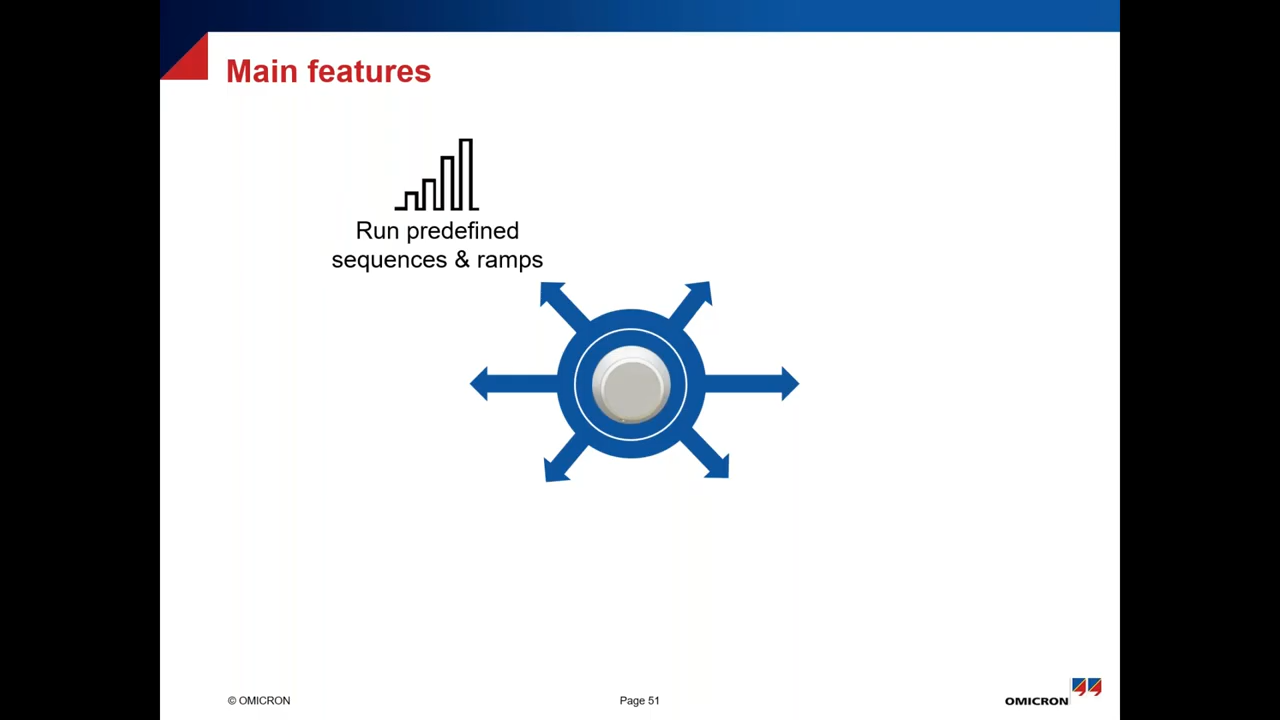 Main features
Run predefined
sequences & ramps
© OMICRON
Page 51
OMICRON